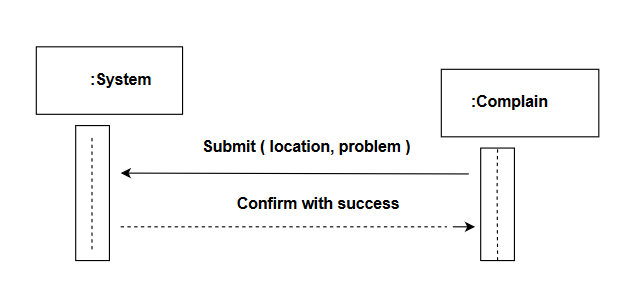 :System
:Complain
Submit ( location, problem )
Confirm with success